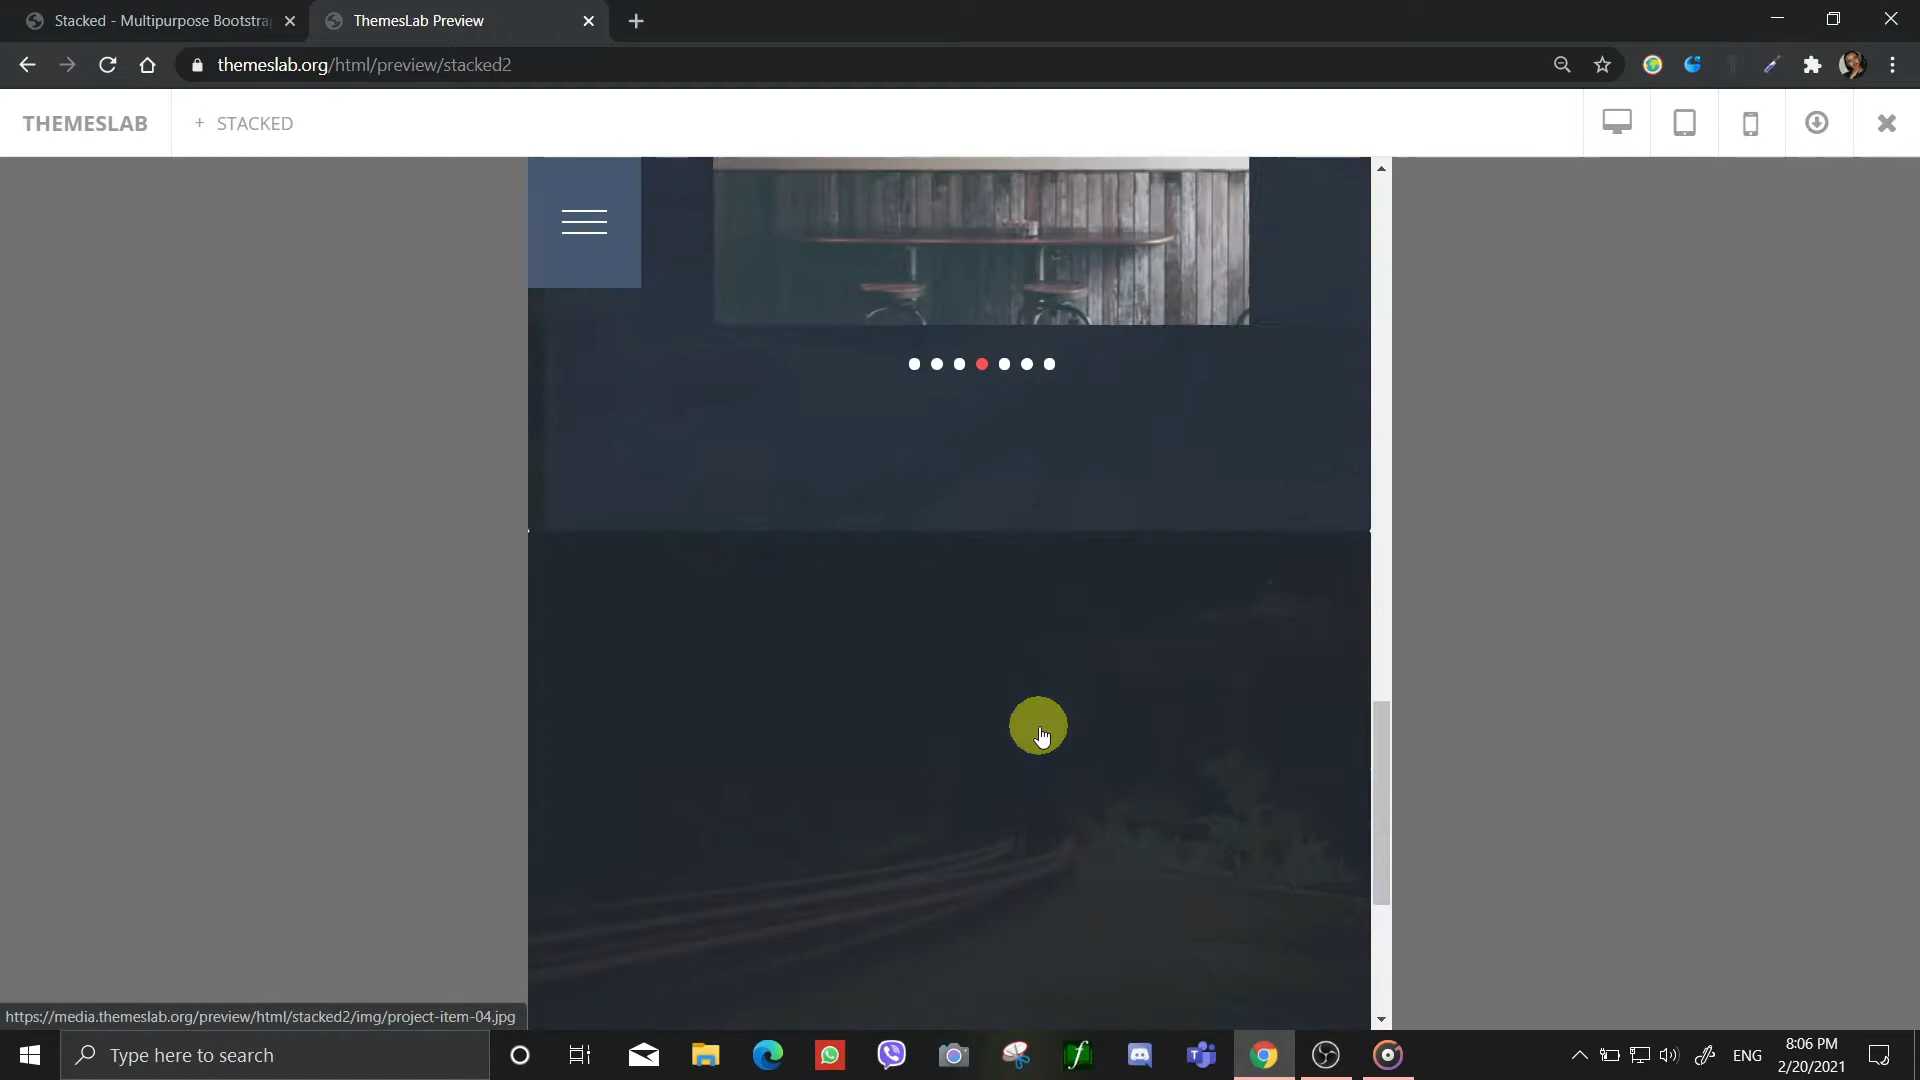 Stacked - Multipurpose Bootstra
ThemesLab Preview
themeslab.org/html/preview/stacked2
THEMESLAB
+ STACKED
https://media.themeslab.org/preview/html/stacked2/img/project-item-04.jpg
Type here to search
ENG
8:06 PM
2/20/2021